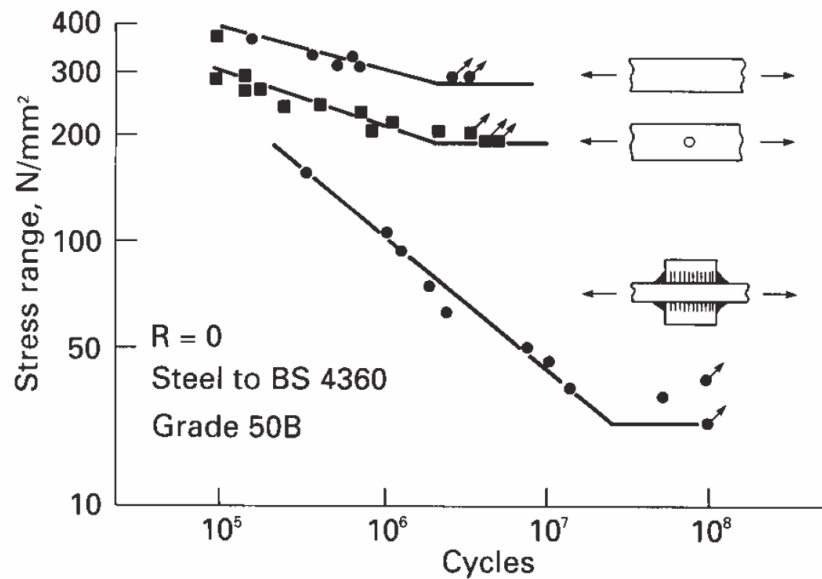 Stress range, N/mm²
400
300
200
100
50
10
R = 0
Steel to BS 4360
Grade 50B
10⁵
10⁶
10⁷
10⁸
Cycles